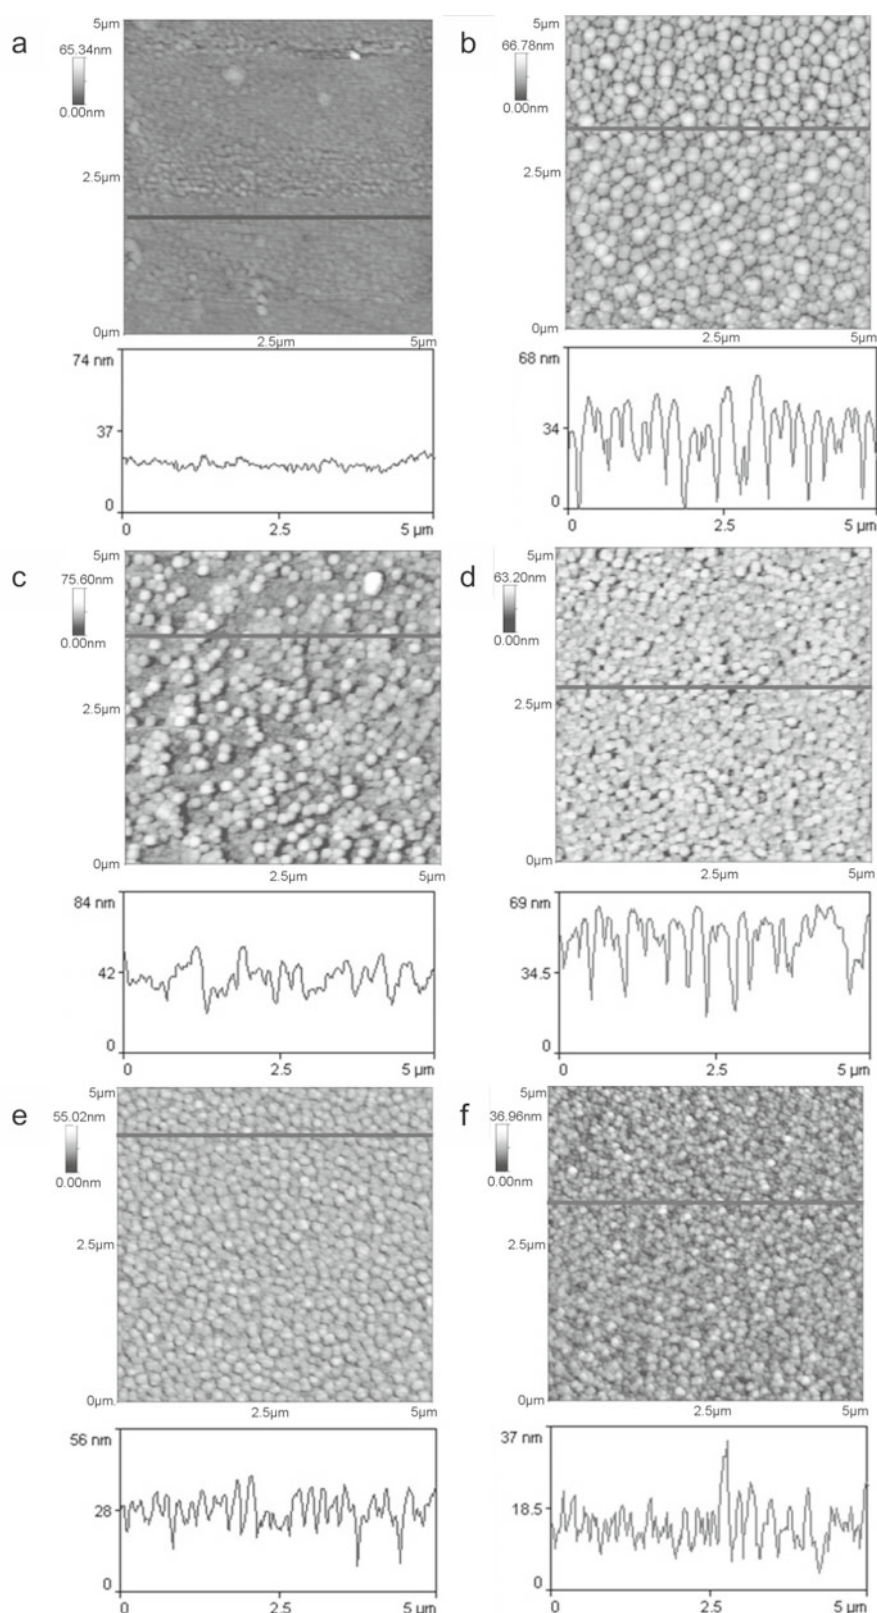 a
65.34nm
0.00nm
5µm
2.5µm
0µm
2.5µm
5µm
74 nm
37
0
0
2.5
5 µm
b
66.78nm
0.00nm
5µm
2.5µm
0µm
2.5µm
5µm
68 nm
34
0
0
2.5
5 µm
c
75.60nm
0.00nm
5µm
2.5µm
0µm
2.5µm
5µm
84 nm
42
0
0
2.5
5 µm
d
63.20nm
0.00nm
5µm
2.5µm
0µm
2.5µm
5µm
69 nm
34.5
0
0
2.5
5 µm
e
55.02nm
0.00nm
5µm
2.5µm
0µm
2.5µm
5µm
56 nm
28
0
0
2.5
5 µm
f
36.96nm
0.00nm
5µm
2.5µm
0µm
2.5µm
5µm
37 nm
18.5
0
0
2.5
5 µm